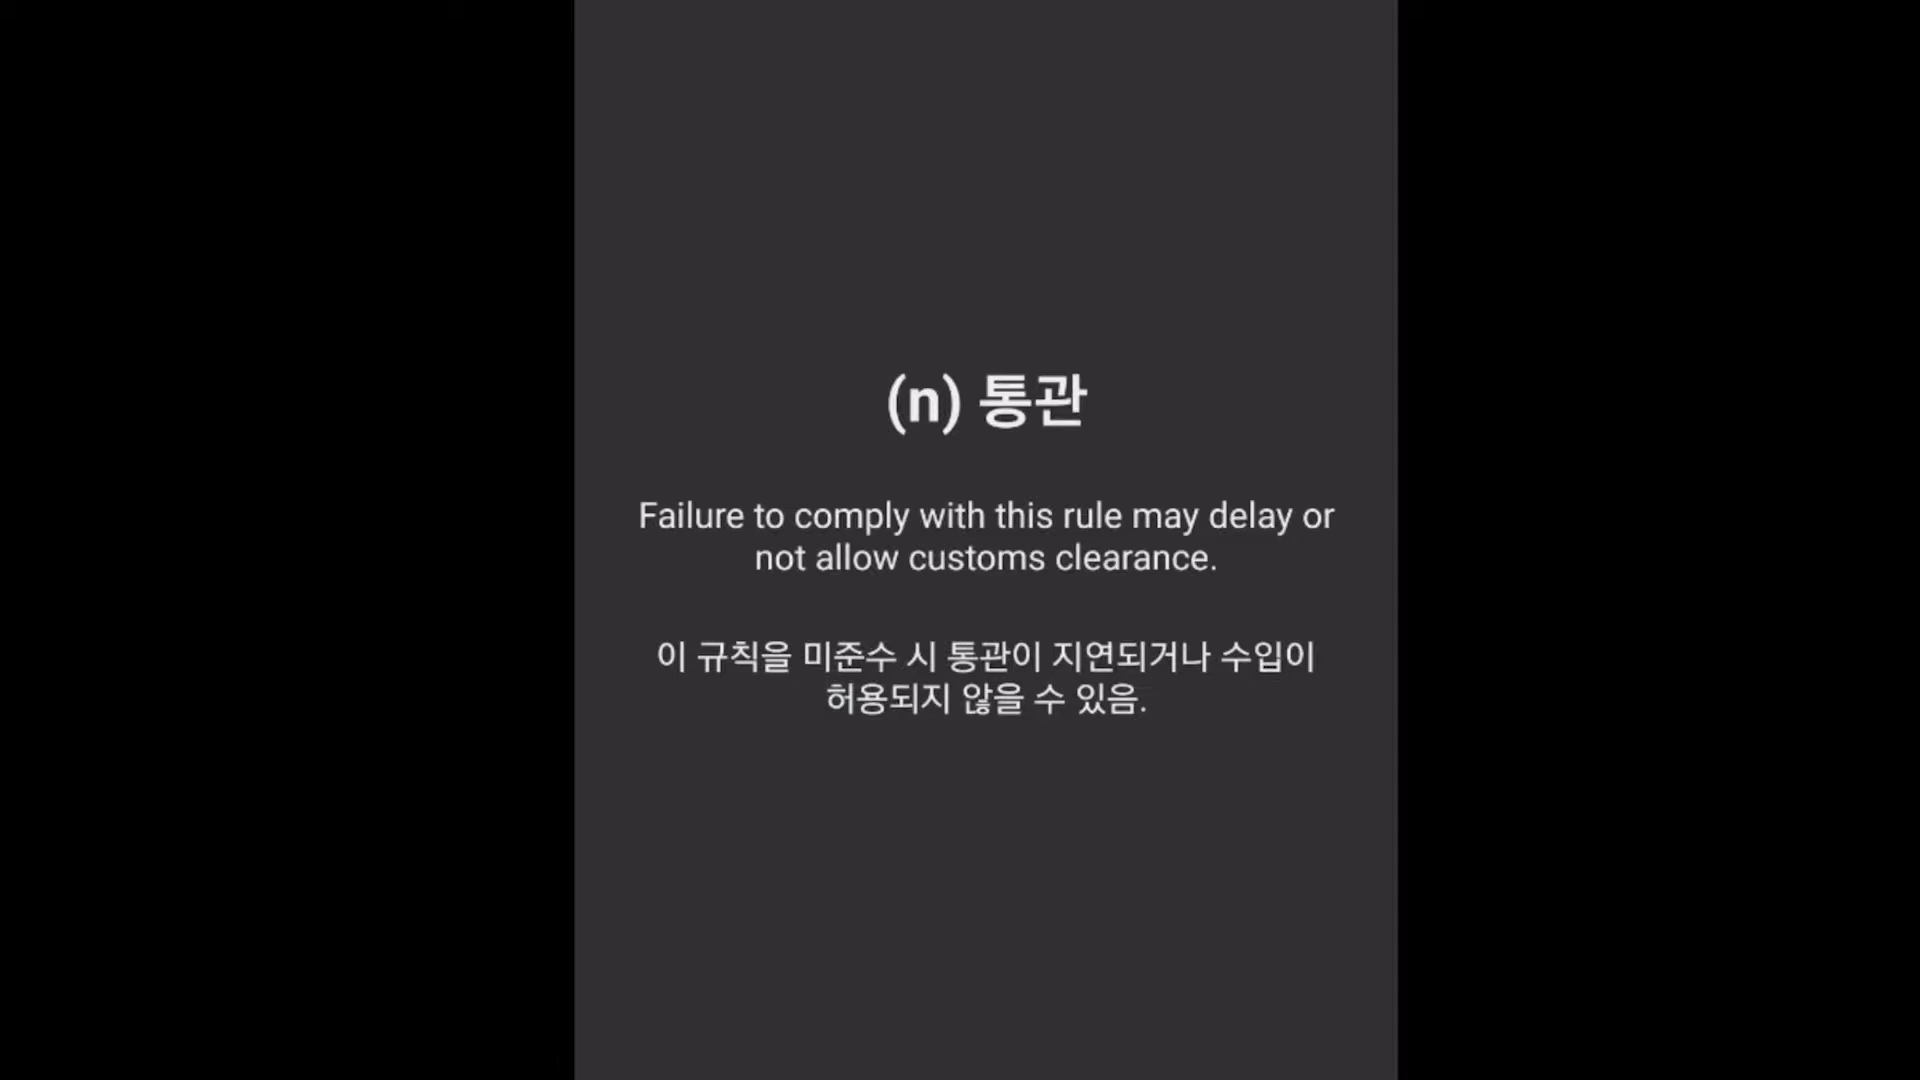 (n) 통관
Failure to comply with this rule may delay or
not allow customs clearance.
이 규칙을 미준수 시 통관이 지연되거나 수입이
허용되지 않을 수 있음.